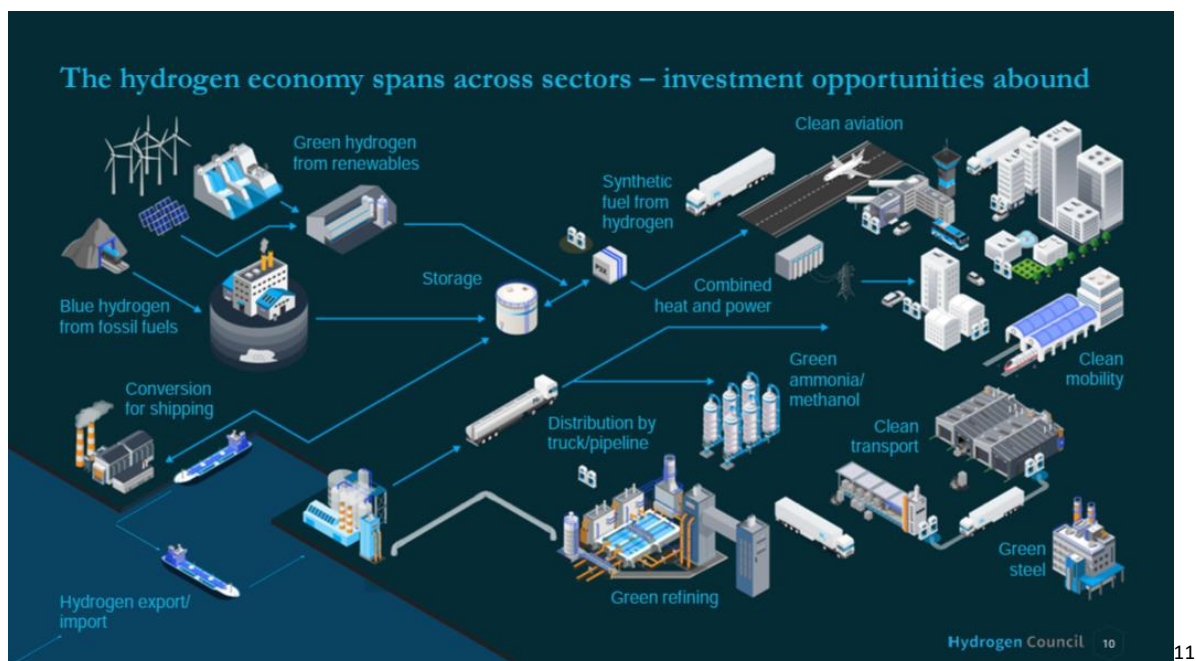 The hydrogen economy spans across sectors – investment opportunities abound
Green hydrogen
from renewables
Blue hydrogen
from fossil fuels
Storage
Synthetic
fuel from
hydrogen
P2X
Clean aviation
Combined
heat and power
Clean
mobility
Conversion
for shipping
Distribution by
truck/pipeline
Green
ammonia/
methanol
Clean
transport
Green
steel
Green refining
Hydrogen export/
import
Hydrogen Council
10
11